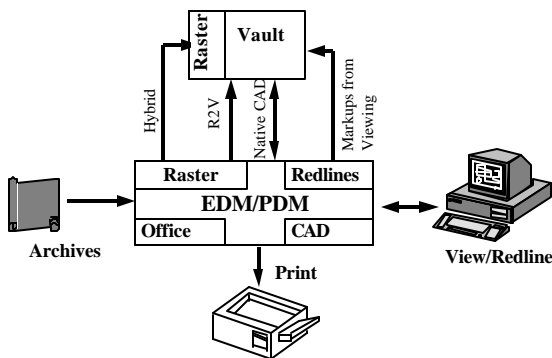 Raster
Vault
Hybrid
R2V
Native CAD
Markups from
Viewing
Raster
Redlines
EDM/PDM
Office
CAD
Archives
View/Redline
Print